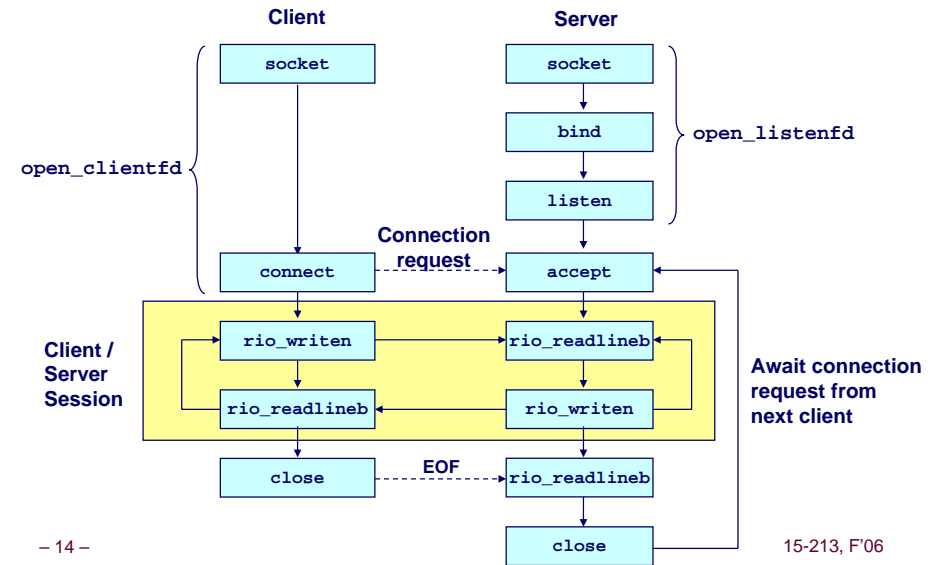 Client
Server
socket
socket
bind
open_listenfd
open_clientfd
listen
Connection
request
connect
accept
Client /
Server
Session
rio_writen
rio_readlineb
rio_readlineb
rio_writen
Await connection
request from
next client
close
EOF
rio_readlineb
close
– 14 –
15-213, F'06